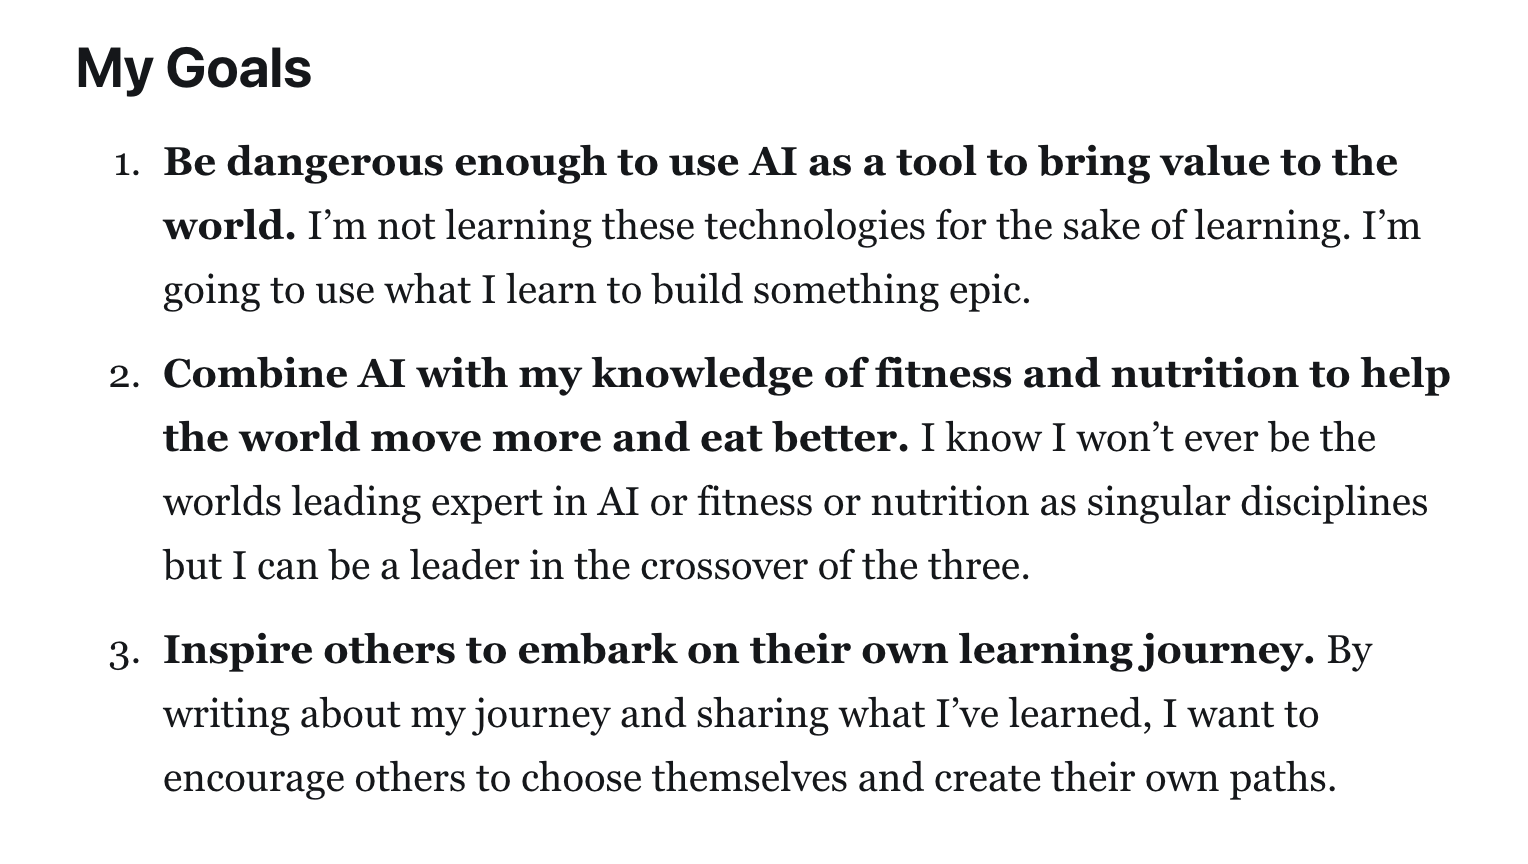 My Goals
1. Be dangerous enough to use AI as a tool to bring value to the
world. I’m not learning these technologies for the sake of learning. I’m
going to use what I learn to build something epic.
2. Combine AI with my knowledge of fitness and nutrition to help
the world move more and eat better. I know I won’t ever be the
worlds leading expert in AI or fitness or nutrition as singular disciplines
but I can be a leader in the crossover of the three.
3. Inspire others to embark on their own learning journey. By
writing about my journey and sharing what I’ve learned, I want to
encourage others to choose themselves and create their own paths.